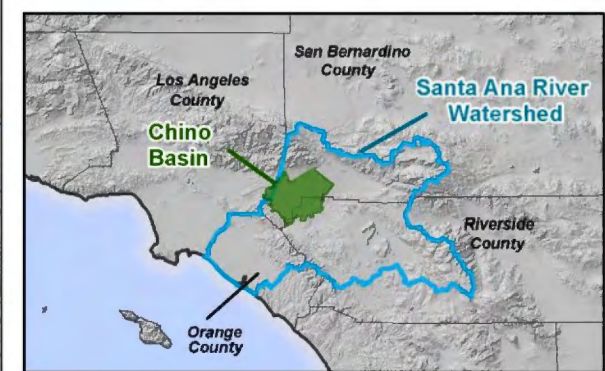 San Bernardino
County
Los Angeles
County
Santa Ana River
Watershed
Chino
Basin
Riverside
County
Orange
County